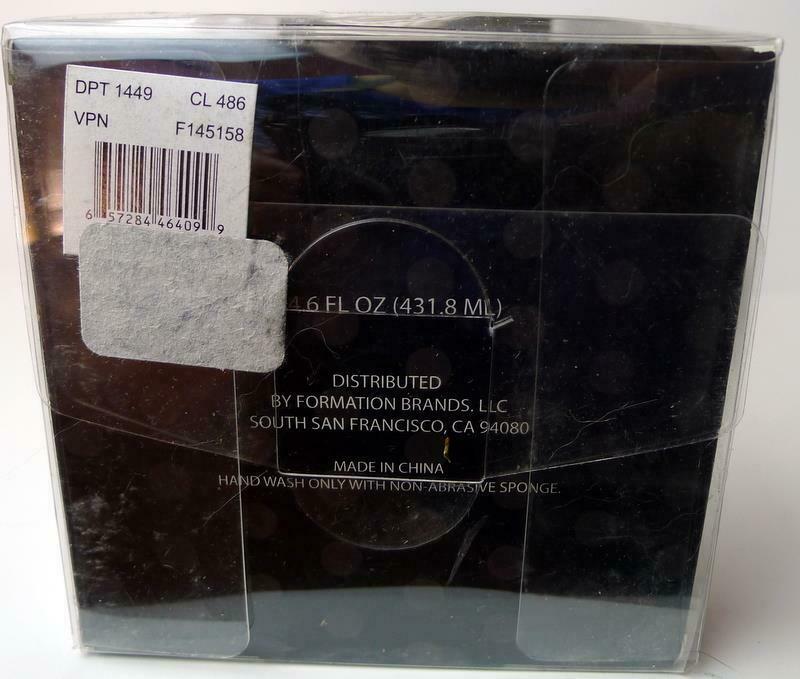 DPT 1449 CL 486
VPN F145158
6 57284 46409 9
.6 FL OZ (431.8 ML)
DISTRIBUTED
BY FORMATION BRANDS. LLC
SOUTH SAN FRANCISCO, CA 94080
MADE IN CHINA
HAND WASH ONLY WITH NON-ABRASIVE SPONGE.